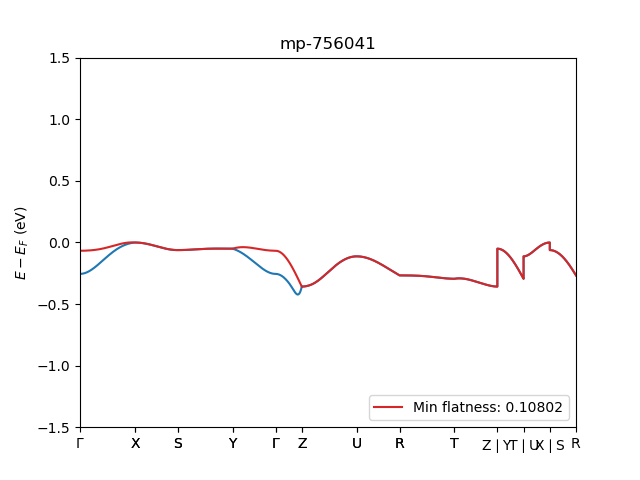 mp-756041
E − E_F (eV)
1.5
1.0
0.5
0.0
−0.5
−1.0
−1.5
Min flatness: 0.10802
Γ X S Y Γ Z U R T Z | Y T | U X | S R